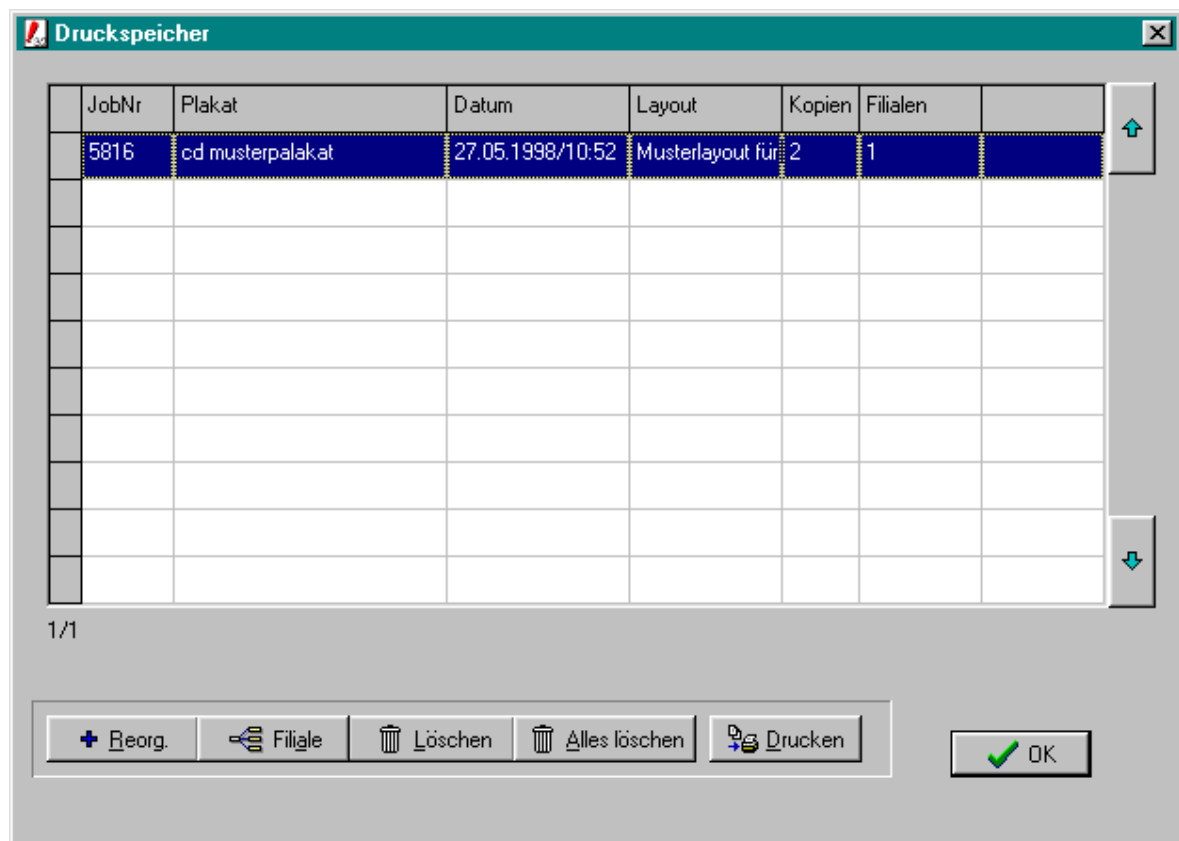 Druckspeicher
JobNr Plakat Datum Layout Kopien Filialen
5816 cd musterpalakat 27.05.1998/10:52 Musterlayout für 2 1
1/1
Reorg. Filiale Löschen Alles löschen Drucken OK